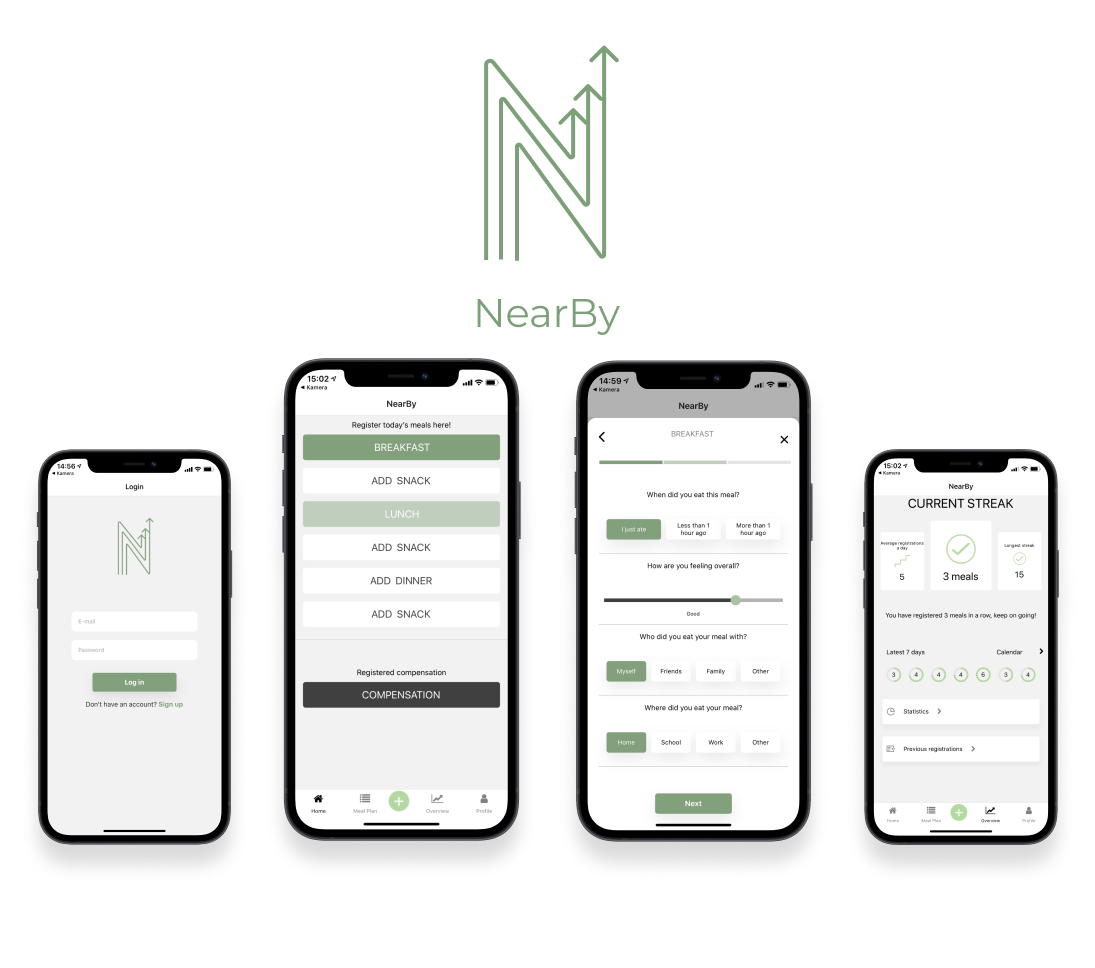 NearBy
14:56
Kamera
Login
E-mail
Password
Log in
Don't have an account? Sign up
15:02
Kamera
NearBy
Register today's meals here!
BREAKFAST
ADD SNACK
LUNCH
ADD SNACK
ADD DINNER
ADD SNACK
Registered compensation
COMPENSATION
Home
Meal Plan
Overview
Profile
14:59
Kamera
NearBy
BREAKFAST
When did you eat this meal?
I just ate
Less than 1
hour ago
More than 1
hour ago
How are you feeling overall?
Good
Who did you eat your meal with?
Myself
Friends
Family
Other
Where did you eat your meal?
Home
School
Work
Other
Next
15:02
Kamera
NearBy
CURRENT STREAK
Average registrations
a day
5
3 meals
Longest streak
15
You have registered 3 meals in a row, keep on going!
Latest 7 days
Calendar
3 4 4 4 6 3 4
Statistics
Previous registrations
Home
Meal Plan
Overview
Profile